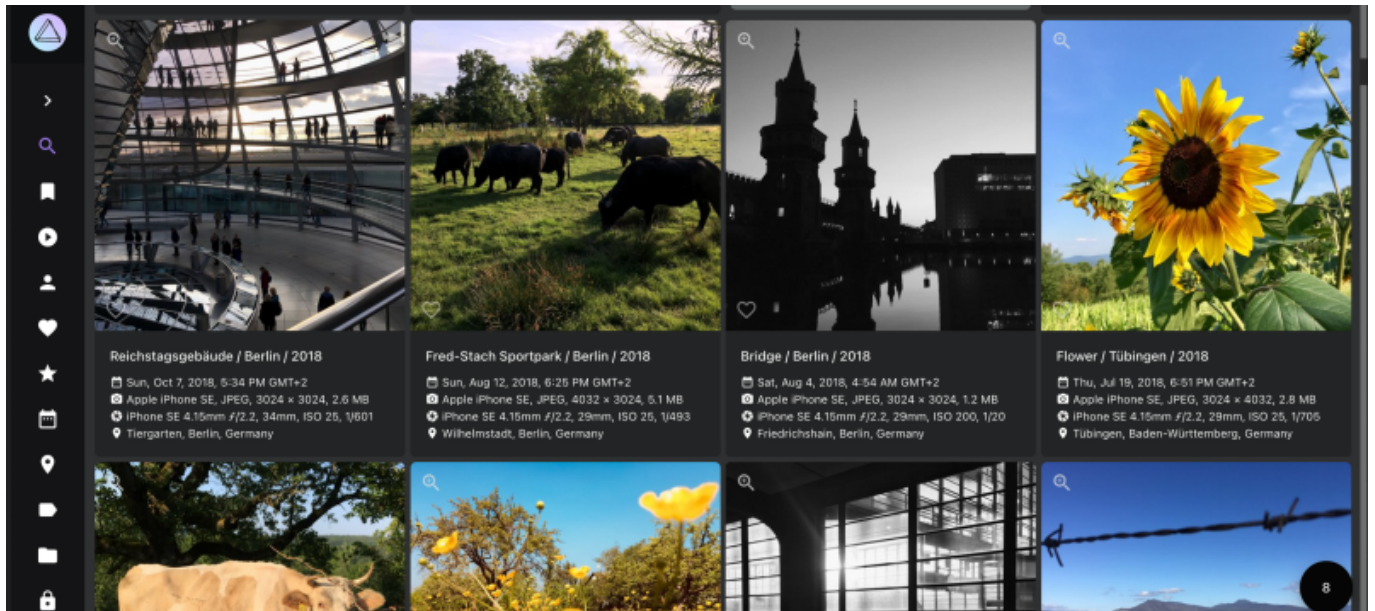 Reichstagsgebäude / Berlin / 2018
Sun, Oct 7, 2018, 5:34 PM GMT+2
Apple iPhone SE, JPEG, 3024 × 3024, 2.6 MB
iPhone SE 4.15mm ƒ/2.2, 34mm, ISO 25, 1/601
Tiergarten, Berlin, Germany
Fred-Stach Sportpark / Berlin / 2018
Sun, Aug 12, 2018, 6:25 PM GMT+2
Apple iPhone SE, JPEG, 4032 × 3024, 5.1 MB
iPhone SE 4.15mm ƒ/2.2, 29mm, ISO 25, 1/493
Wilhelmstadt, Berlin, Germany
Bridge / Berlin / 2018
Sat, Aug 4, 2018, 4:54 AM GMT+2
Apple iPhone SE, JPEG, 3024 × 3024, 1.2 MB
iPhone SE 4.15mm ƒ/2.2, 29mm, ISO 200, 1/20
Friedrichshain, Berlin, Germany
Flower / Tübingen / 2018
Thu, Jul 19, 2018, 6:51 PM GMT+2
Apple iPhone SE, JPEG, 3024 × 4032, 2.8 MB
iPhone SE 4.15mm ƒ/2.2, 29mm, ISO 25, 1/705
Tübingen, Baden-Württemberg, Germany
8